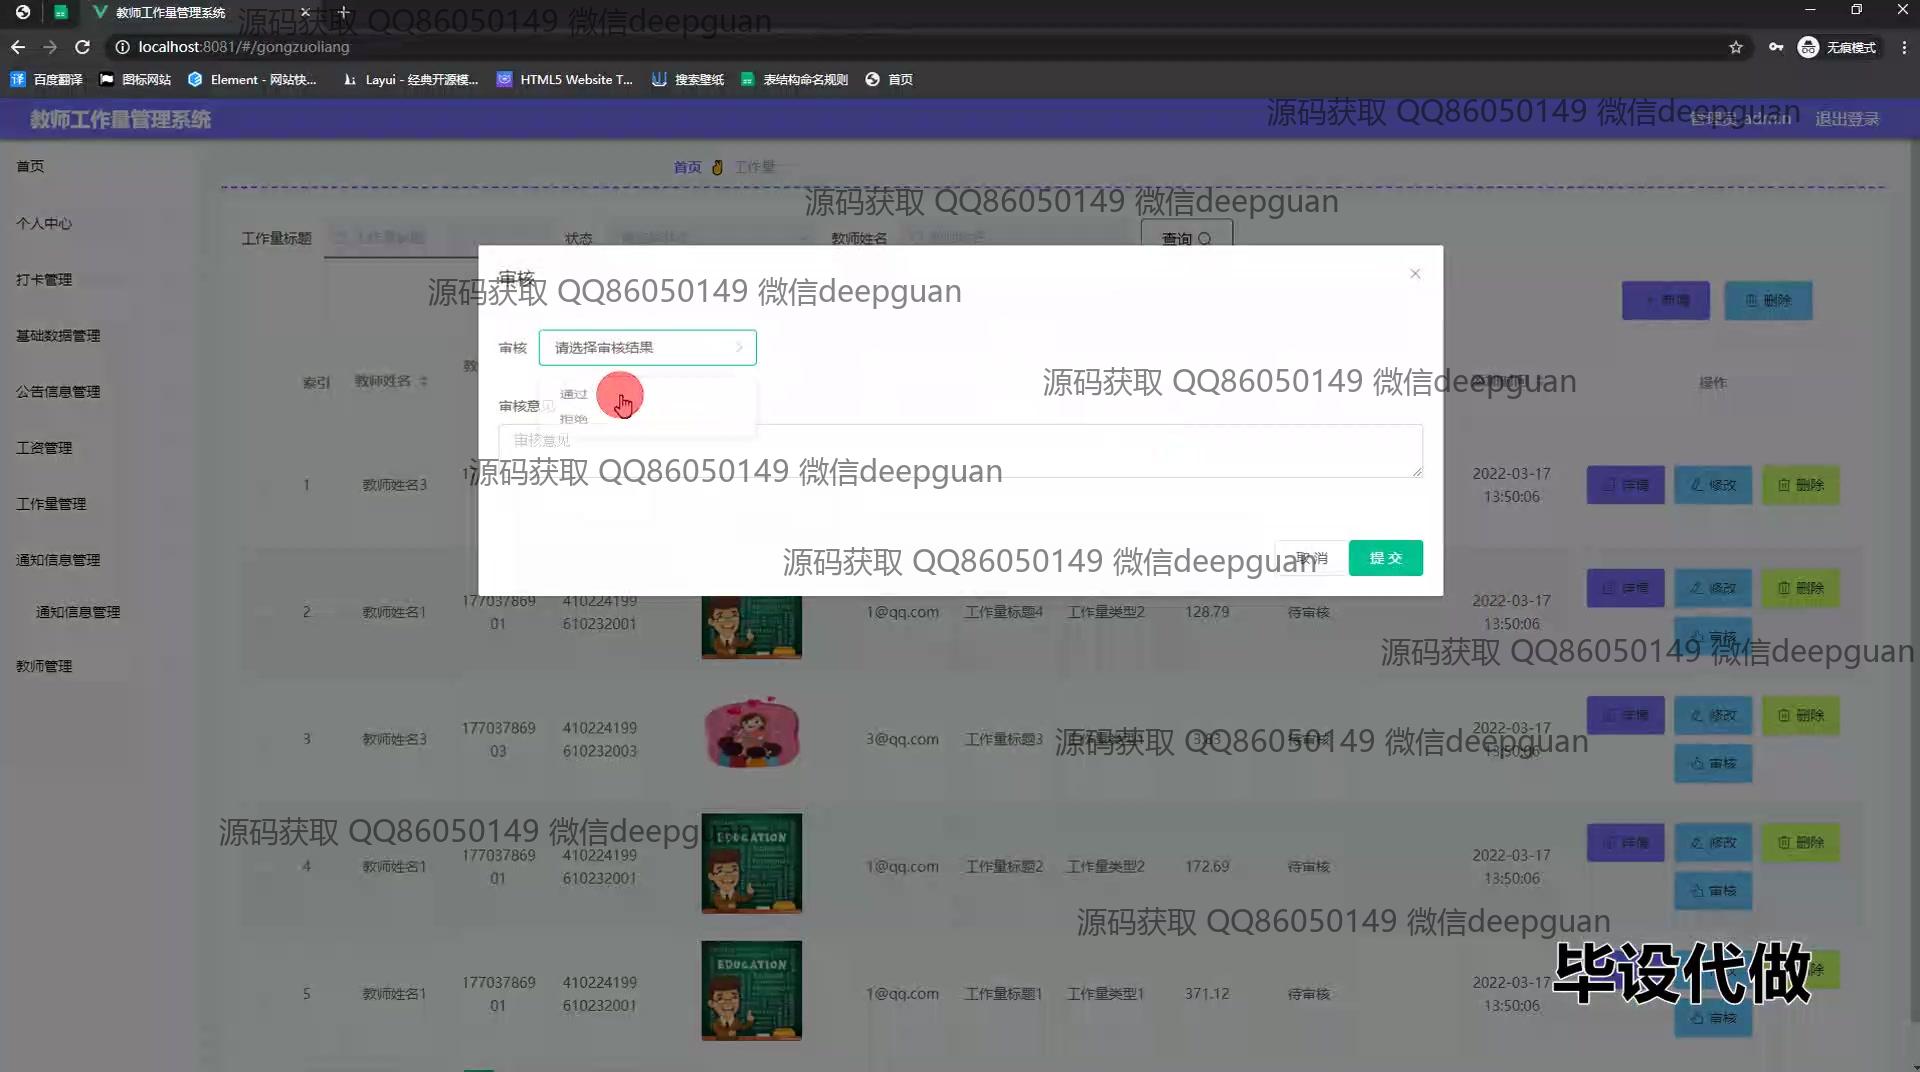 教师工作量管理系统
localhost:8081/#/gongzuoliang
无痕模式
百度翻译
图标网站
Element - 网站快...
Layui - 经典开源模...
HTML5 Website T...
搜索壁纸
表结构命名规则
首页
源码获取 QQ86050149 微信deepguan
教师工作量管理系统
源码获取 QQ86050149 微信deepguan
管理员 admin
退出登录
首页
首页
工作量
个人中心
源码获取 QQ86050149 微信deepguan
工作量标题
状态
教师姓名
查询
打卡管理
审核
源码获取 QQ86050149 微信deepguan
新增
删除
基础数据管理
审核
请选择审核结果
索引
教师姓名
源码获取 QQ86050149 微信deepguan
操作
公告信息管理
通过
审核意
拒绝
审核意见
工资管理
源码获取 QQ86050149 微信deepguan
1
教师姓名3
2022-03-17
13:50:06
详情
修改
删除
工作量管理
通知信息管理
源码获取 QQ86050149 微信deepguan
取消
提交
通知信息管理
2
教师姓名1
177037869
01
410224199
610232001
1@qq.com
工作量标题4
工作量类型2
128.79
待审核
2022-03-17
13:50:06
详情
修改
删除
审核
源码获取 QQ86050149 微信deepguan
教师管理
3
教师姓名3
177037869
03
410224199
610232003
3@qq.com
工作量标题3
源码获取 QQ86050149 微信deepguan
2022-03-17
13:50:06
详情
修改
删除
审核
源码获取 QQ86050149 微信deepguan
4
教师姓名1
177037869
01
410224199
610232001
EDUCATION
1@qq.com
工作量标题2
工作量类型2
172.69
待审核
2022-03-17
13:50:06
详情
修改
删除
审核
源码获取 QQ86050149 微信deepguan
5
教师姓名1
177037869
01
410224199
610232001
EDUCATION
1@qq.com
工作量标题1
工作量类型1
371.12
待审核
2022-03-17
13:50:06
毕设代做
审核